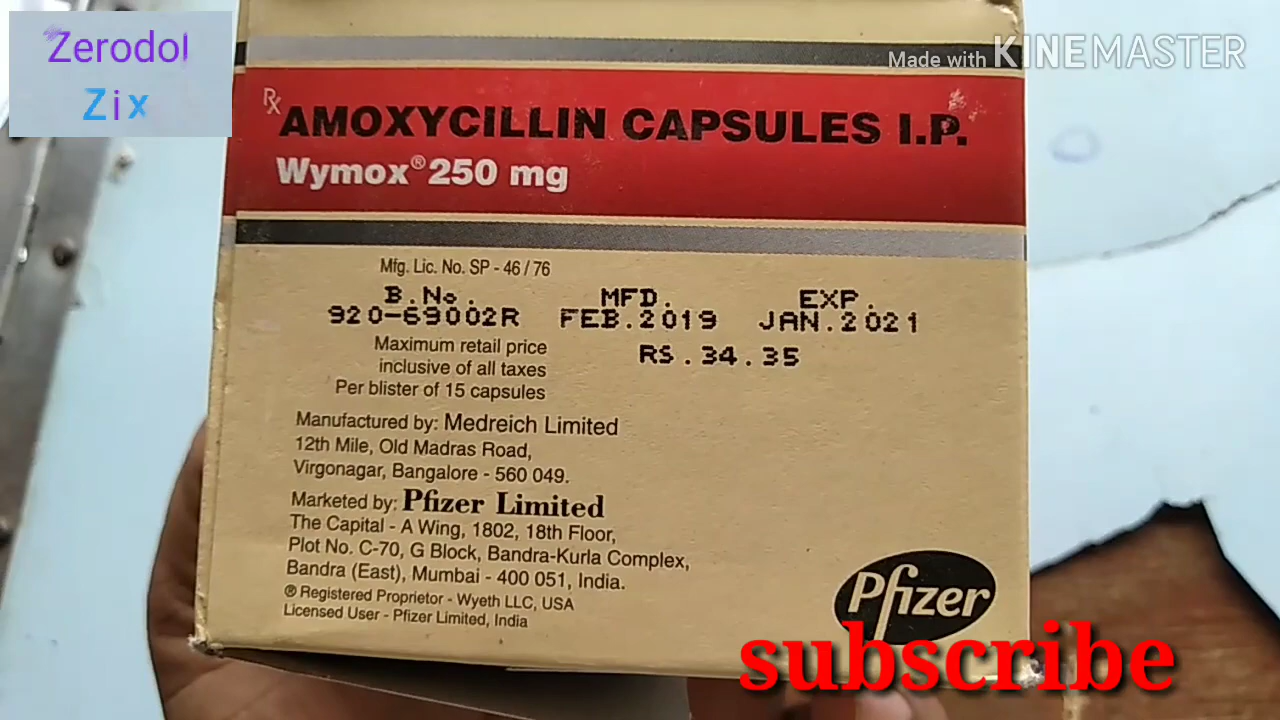 Zerodol
Zix
Made with KINEMASTER
Rx AMOXYCILLIN CAPSULES I.P.
Wymox® 250 mg
Mfg. Lic. No. SP - 46 / 76
B.No. MFD. EXP.
920-69002R FEB.2019 JAN.2021
Maximum retail price RS.34.35
inclusive of all taxes
Per blister of 15 capsules
Manufactured by: Medreich Limited
12th Mile, Old Madras Road,
Virgonagar, Bangalore - 560 049.
Marketed by: Pfizer Limited
The Capital - A Wing, 1802, 18th Floor,
Plot No. C-70, G Block, Bandra-Kurla Complex,
Bandra (East), Mumbai - 400 051, India.
® Registered Proprietor - Wyeth LLC, USA
Licensed User - Pfizer Limited, India
Pfizer
subscribe